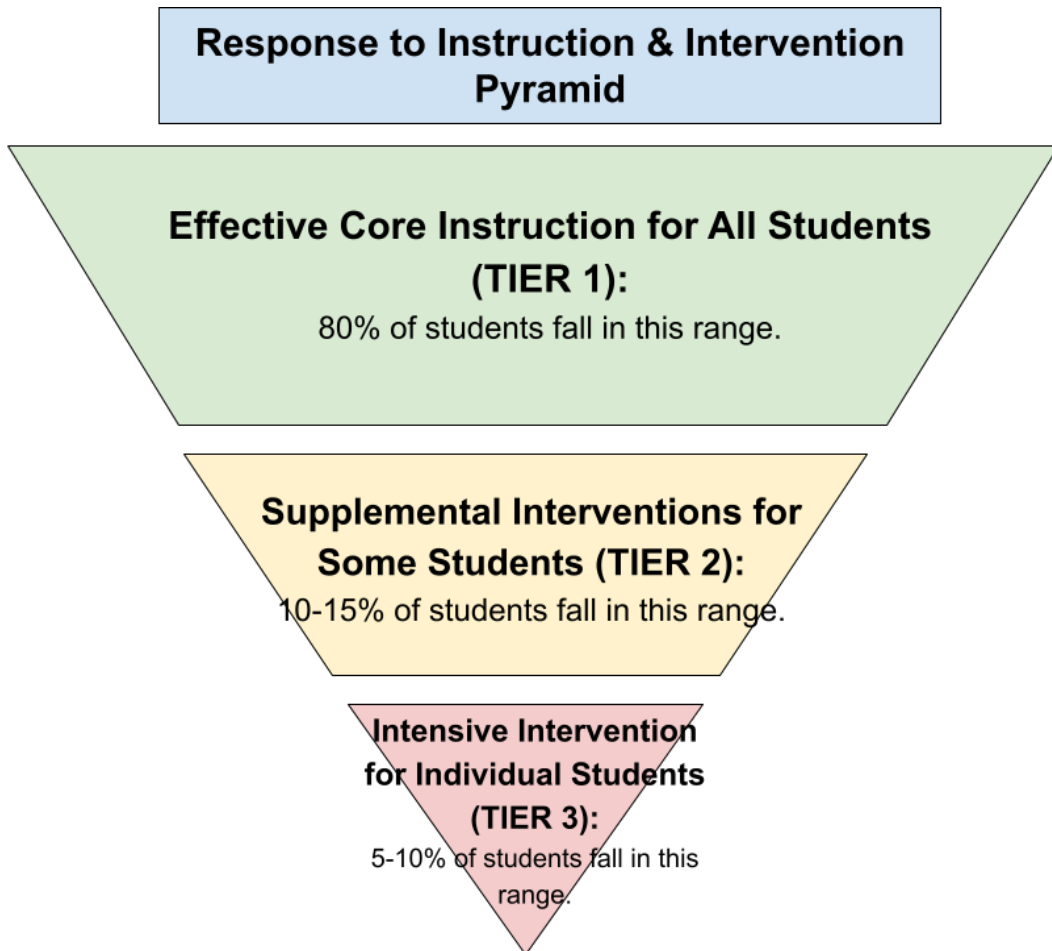 Response to Instruction & Intervention
Pyramid
Effective Core Instruction for All Students
(TIER 1):
80% of students fall in this range.
Supplemental Interventions for
Some Students (TIER 2):
10-15% of students fall in this range.
Intensive Intervention
for Individual Students
(TIER 3):
5-10% of students fall in this
range.